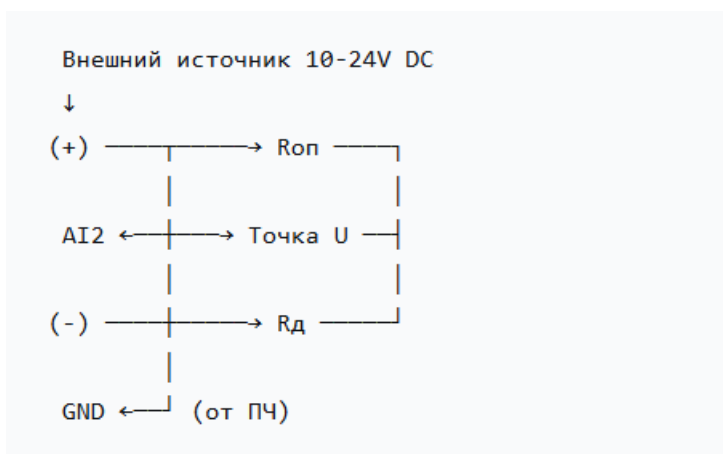 Внешний источник 10-24V DC
↓
(+) ────┬─────→ Rоп ────┐
│ │
AI2 ←──┼───→ Точка U ──┤
│ │
(-) ────┼─────→ Rд ─────┘
│
GND ←──┘ (от ПЧ)